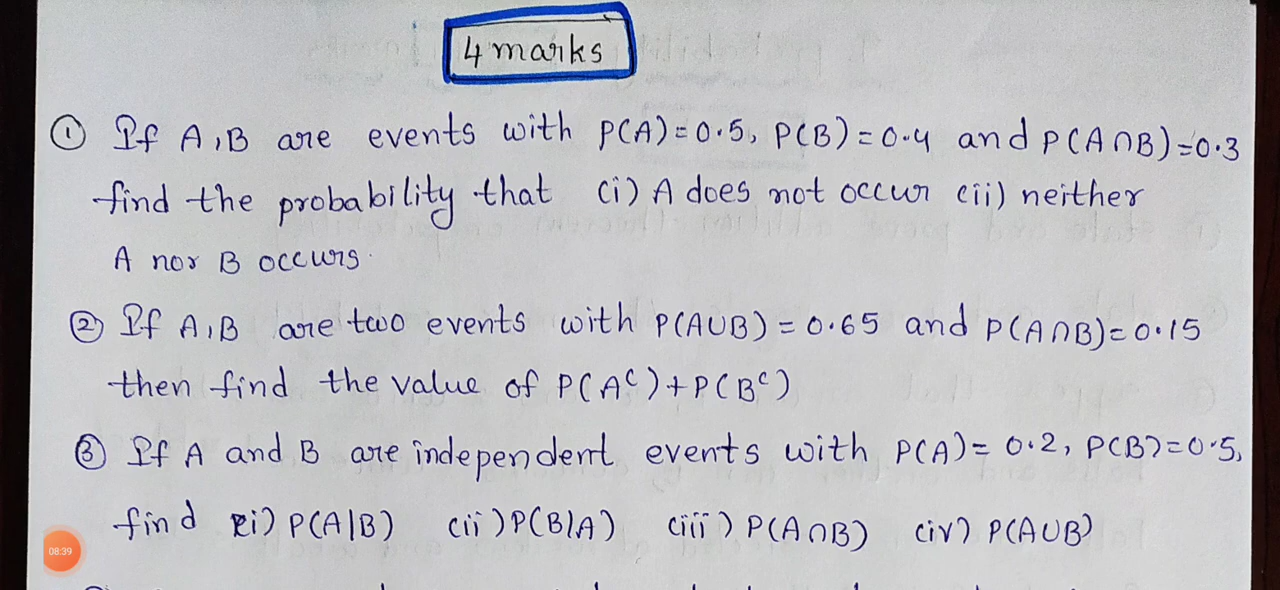 4 marks
① If A,B are events with P(A)=0.5, P(B)=0.4 and P(A∩B)=0.3
find the probability that (i) A does not occur (ii) neither
A nor B occurs.
② If A,B are two events with P(A∪B)=0.65 and P(A∩B)=0.15
then find the value of P(Aᶜ)+P(Bᶜ)
③ If A and B are independent events with P(A)=0.2, P(B)=0.5,
find (i) P(A|B) (ii) P(B|A) (iii) P(A∩B) (iv) P(A∪B)
08:39